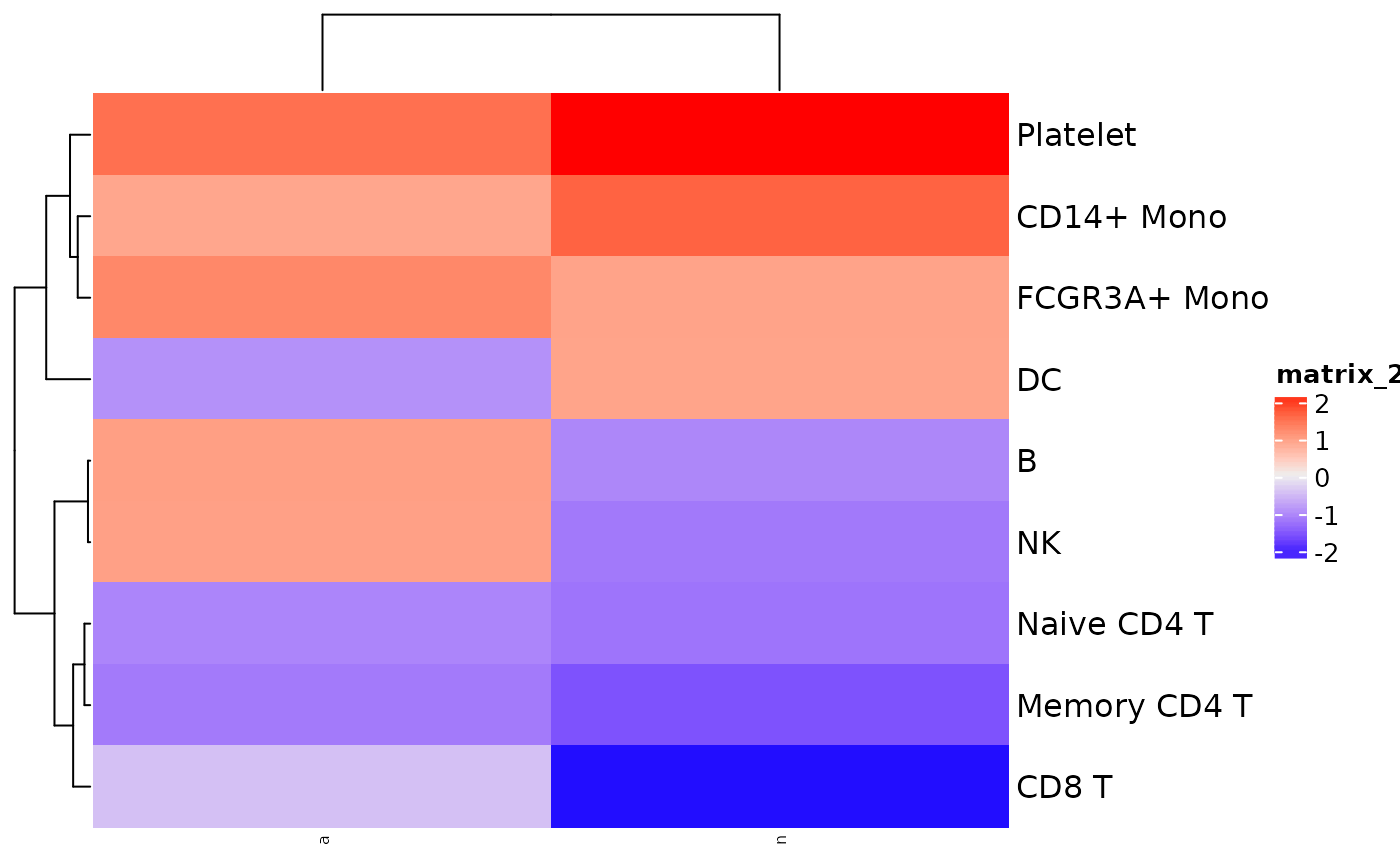 Platelet
CD14+ Mono
FCGR3A+ Mono
DC
B
NK
Naive CD4 T
Memory CD4 T
CD8 T
matrix_2
2
1
0
-1
-2
a
n